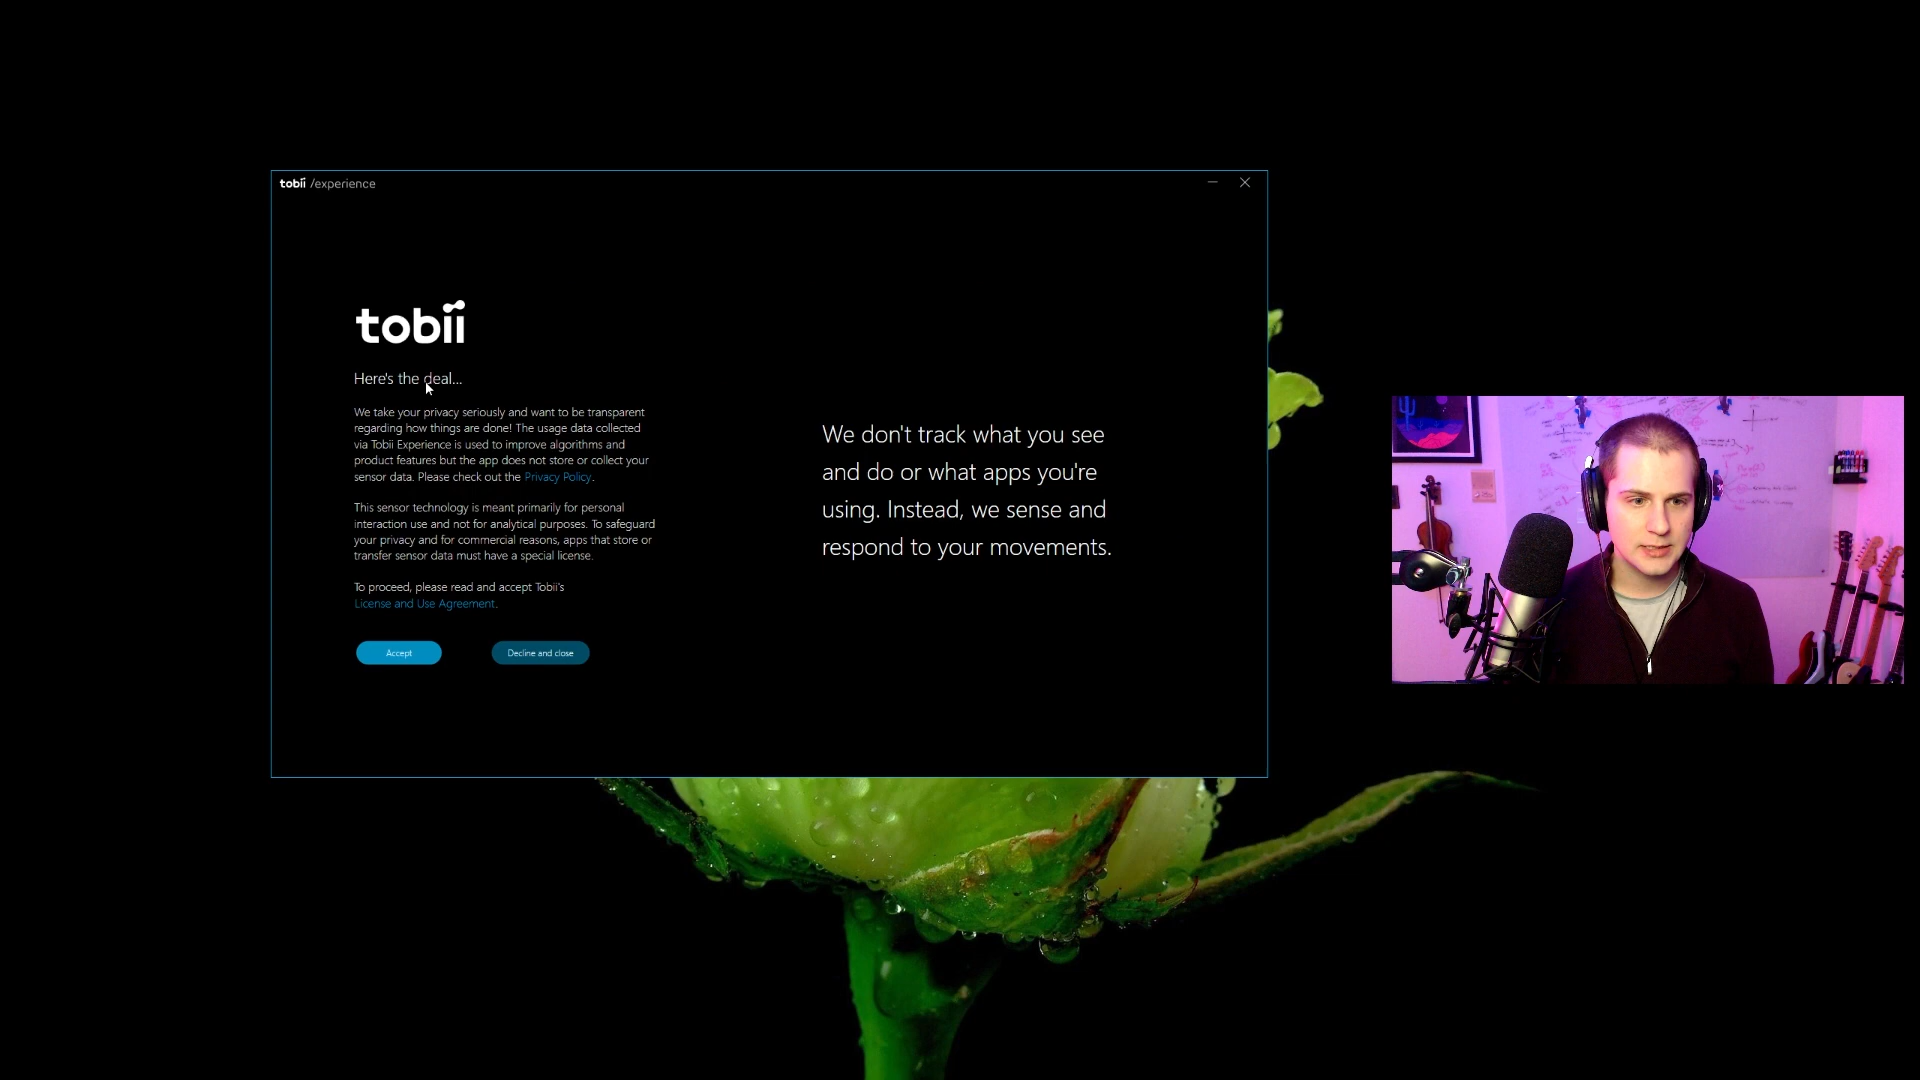 tobii /experience
tobii
Here's the deal...
We take your privacy seriously and want to be transparent
regarding how things are done! The usage data collected
via Tobii Experience is used to improve algorithms and
product features but the app does not store or collect your
sensor data. Please check out the Privacy Policy.
This sensor technology is meant primarily for personal
interaction use and not for analytical purposes. To safeguard
your privacy and for commercial reasons, apps that store or
transfer sensor data must have a special license.
To proceed, please read and accept Tobii's
License and Use Agreement.
Accept
Decline and close
We don't track what you see
and do or what apps you're
using. Instead, we sense and
respond to your movements.